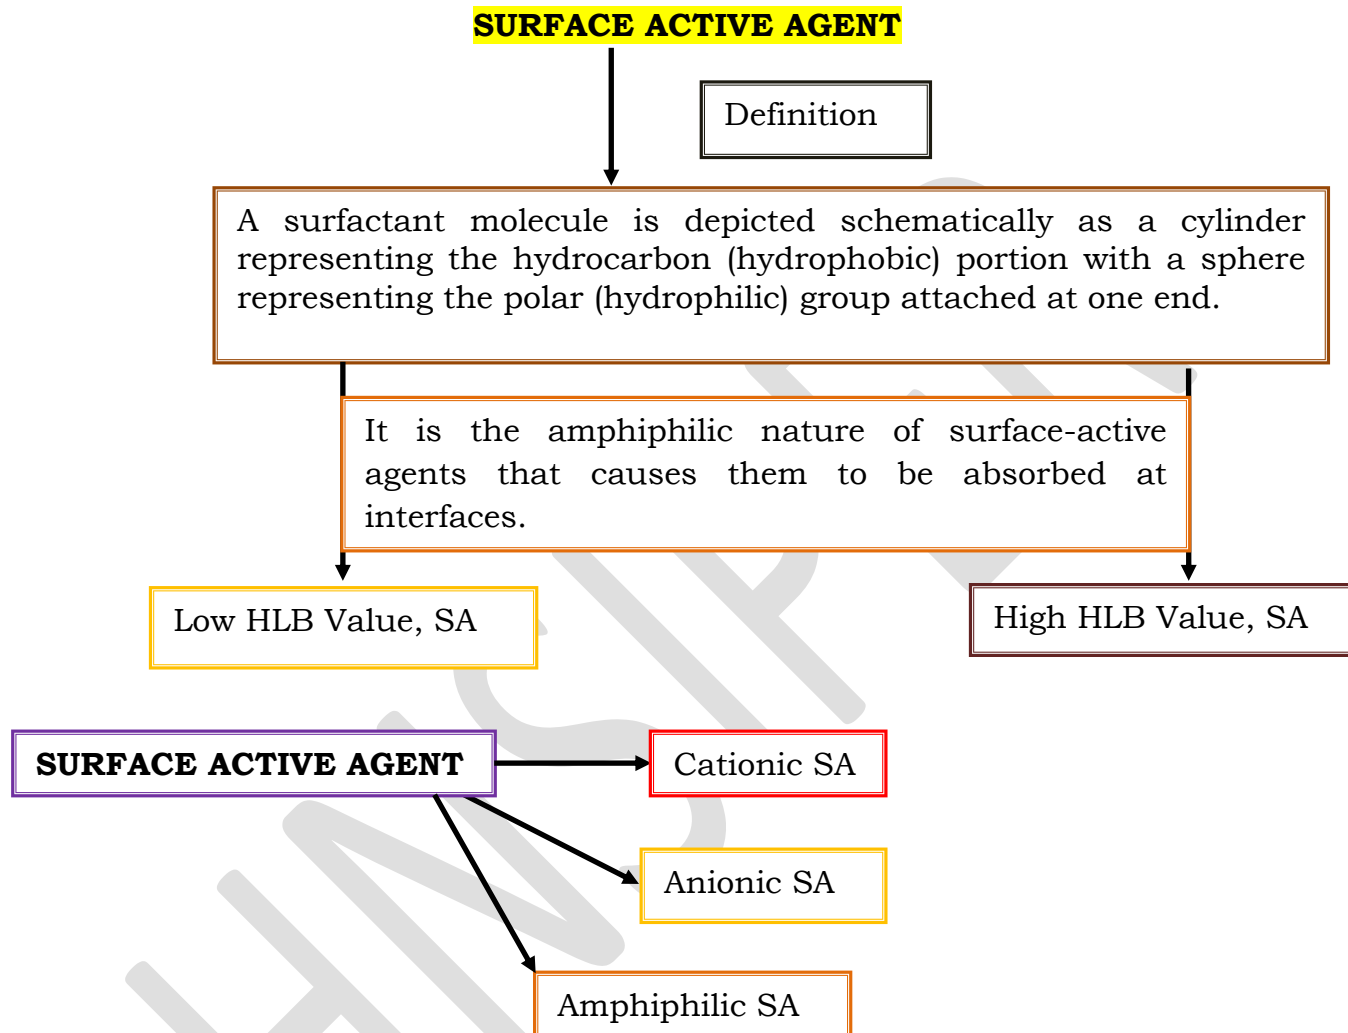 SURFACE ACTIVE AGENT
Definition
A surfactant molecule is depicted schematically as a cylinder
representing the hydrocarbon (hydrophobic) portion with a sphere
representing the polar (hydrophilic) group attached at one end.
It is the amphiphilic nature of surface-active
agents that causes them to be absorbed at
interfaces.
Low HLB Value, SA
High HLB Value, SA
SURFACE ACTIVE AGENT
Cationic SA
Anionic SA
Amphiphilic SA